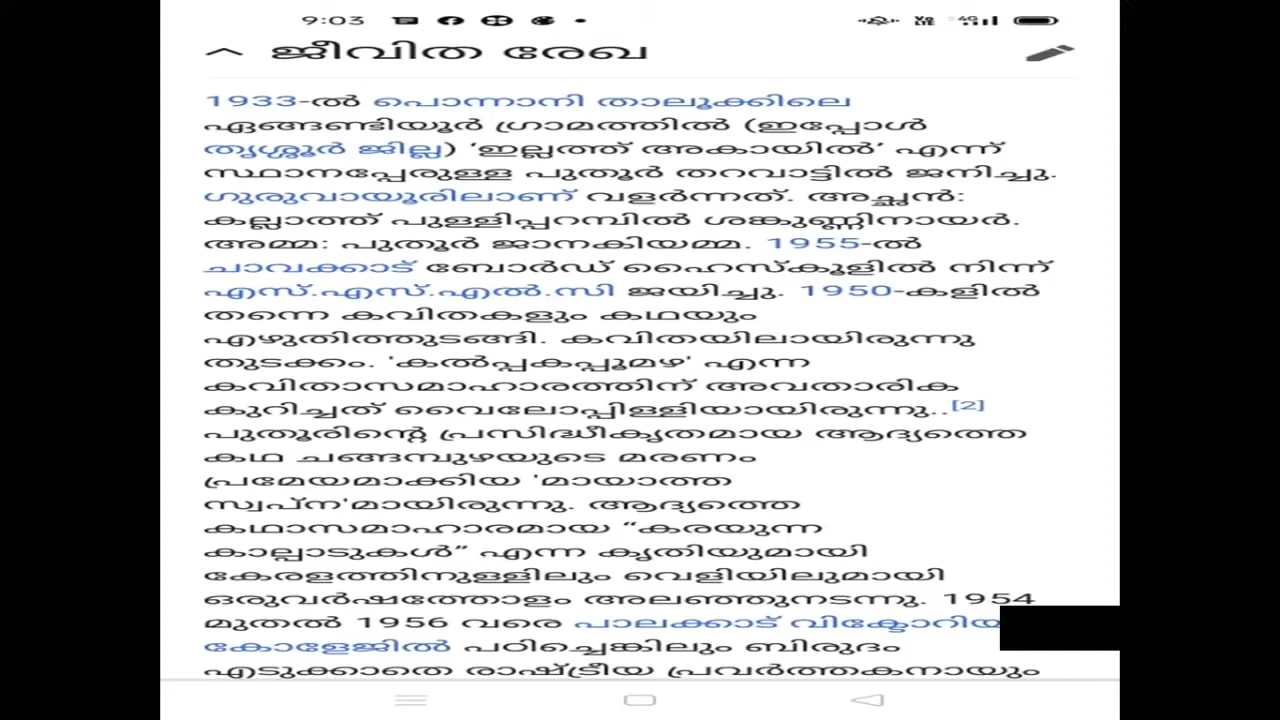 9:03
VoLTE 4G
ജീവിത രേഖ
1933-ൽ പൊന്നാനി താലൂക്കിലെ
ഏങ്ങണ്ടിയൂർ ഗ്രാമത്തിൽ (ഇപ്പോൾ
തൃശ്ശൂർ ജില്ല) ‘ഇല്ലത്ത് അകായിൽ’ എന്ന്
സ്ഥാനപ്പേരുള്ള പുതൂർ തറവാട്ടിൽ ജനിച്ചു.
ഗുരുവായൂരിലാണ് വളർന്നത്. അച്ഛൻ:
കല്ലാത്ത് പുള്ളിപ്പറമ്പിൽ ശങ്കുണ്ണിനായർ.
അമ്മ: പുതൂർ ജാനകിയമ്മ. 1955-ൽ
ചാവക്കാട് ബോർഡ് ഹൈസ്കൂളിൽ നിന്ന്
എസ്.എസ്.എൽ.സി ജയിച്ചു. 1950-കളിൽ
തന്നെ കവിതകളും കഥയും
എഴുതിത്തുടങ്ങി. കവിതയിലായിരുന്നു
തുടക്കം. 'കൽപ്പകപ്പൂമഴ' എന്ന
കവിതാസമാഹാരത്തിന് അവതാരിക
കുറിച്ചത് വൈലോപ്പിള്ളിയായിരുന്നു..[2]
പുതൂരിന്റെ പ്രസിദ്ധീകൃതമായ ആദ്യത്തെ
കഥ ചങ്ങമ്പുഴയുടെ മരണം
പ്രമേയമാക്കിയ 'മായാത്ത
സ്വപ്ന'മായിരുന്നു. ആദ്യത്തെ
കഥാസമാഹാരമായ “കരയുന്ന
കാല്പാടുകൾ” എന്ന കൃതിയുമായി
കേരളത്തിനുള്ളിലും വെളിയിലുമായി
ഒരുവർഷത്തോളം അലഞ്ഞുനടന്നു. 1954
മുതൽ 1956 വരെ പാലക്കാട്
കോളേജിൽ പഠിച്ചെങ്കിലും ബിരുദം
എടുക്കാതെ രാഷ്ട്രീയ പ്രവർത്തകനായും